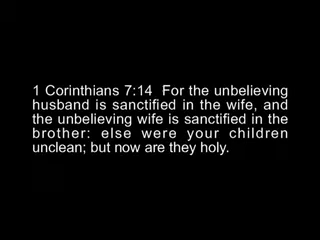 1 Corinthians 7:14  For the unbelieving
husband is sanctified in the wife, and
the unbelieving wife is sanctified in the
brother: else were your children
unclean; but now are they holy.